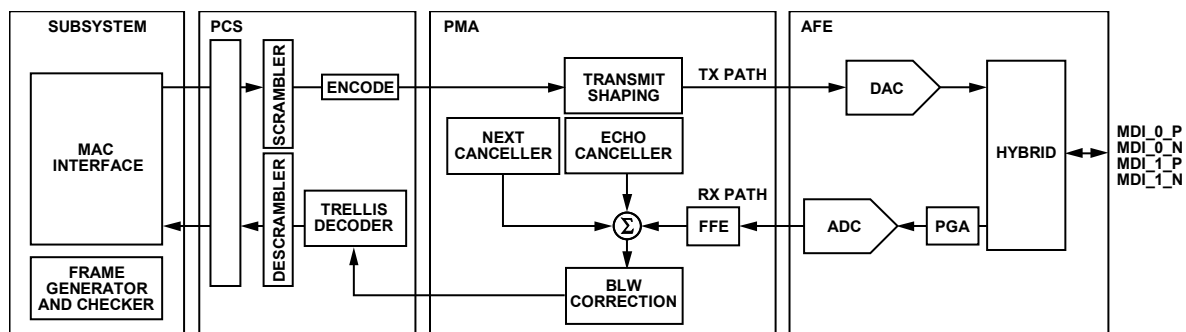 SUBSYSTEM
PCS
PMA
AFE
MAC
INTERFACE
FRAME
GENERATOR
AND CHECKER
SCRAMBLER
ENCODE
DESCRAMBLER
TRELLIS
DECODER
TRANSMIT
SHAPING
TX PATH
NEXT
CANCELLER
ECHO
CANCELLER
RX PATH
Σ
FFE
BLW
CORRECTION
DAC
ADC
PGA
HYBRID
MDI_0_P
MDI_0_N
MDI_1_P
MDI_1_N